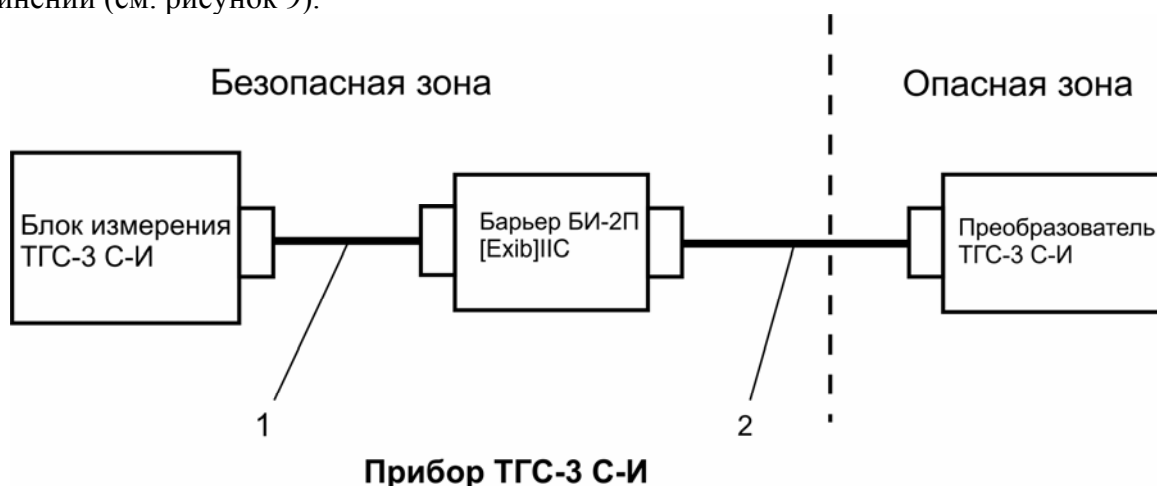 инений (см. рисунок 9).
Безопасная зона
Опасная зона
Блок измерения
ТГС-3 С-И
Барьер БИ-2П
[Exib]IIC
Преобразователь
ТГС-3 С-И
1
2
Прибор ТГС-3 С-И